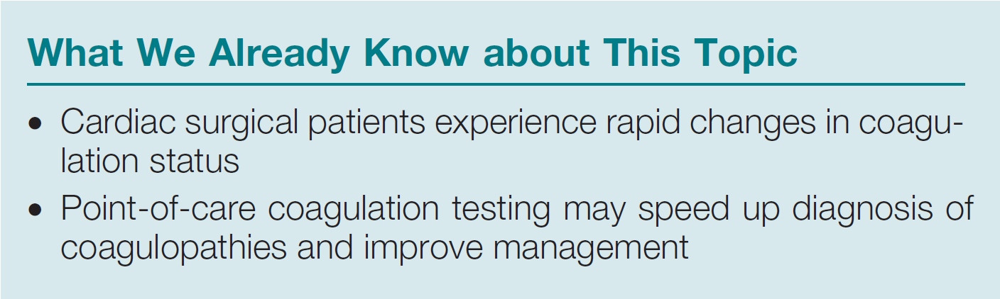 What We Already Know about This Topic
• Cardiac surgical patients experience rapid changes in coagu-
lation status
• Point-of-care coagulation testing may speed up diagnosis of
coagulopathies and improve management